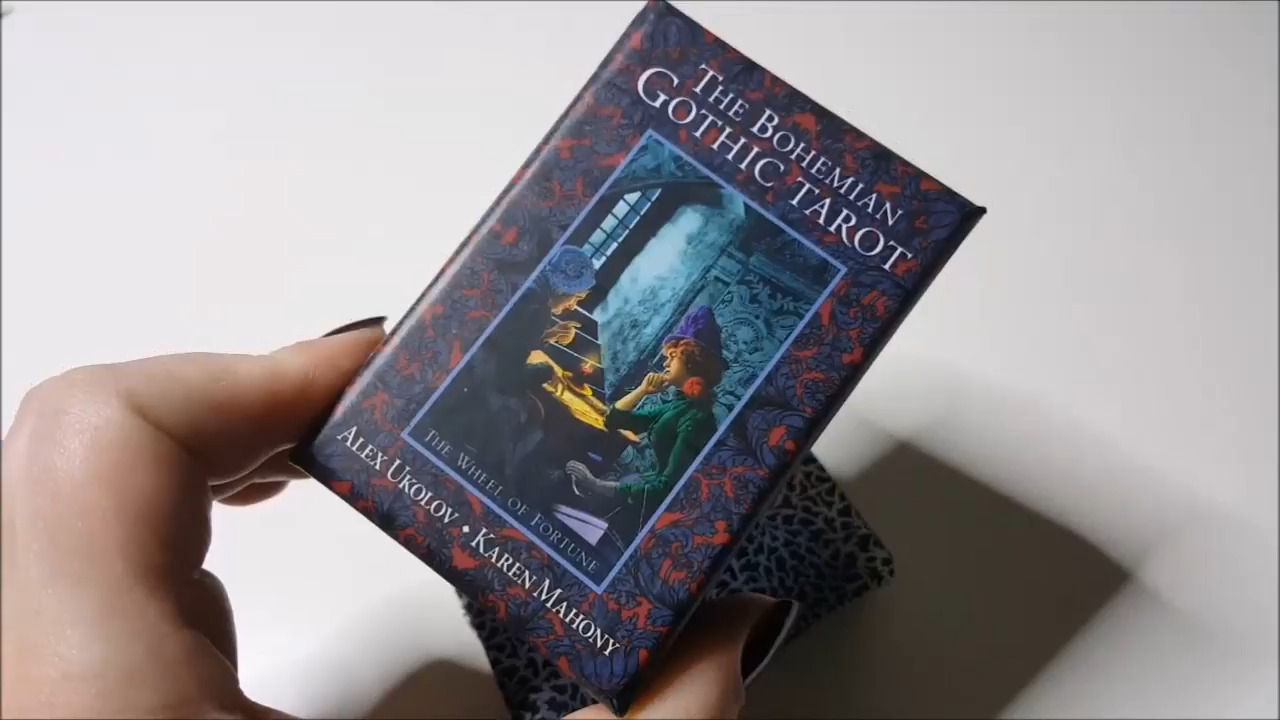 THE BOHEMIAN
GOTHIC TAROT
THE WHEEL OF FORTUNE
ALEX UKOLOV • KAREN MAHONY